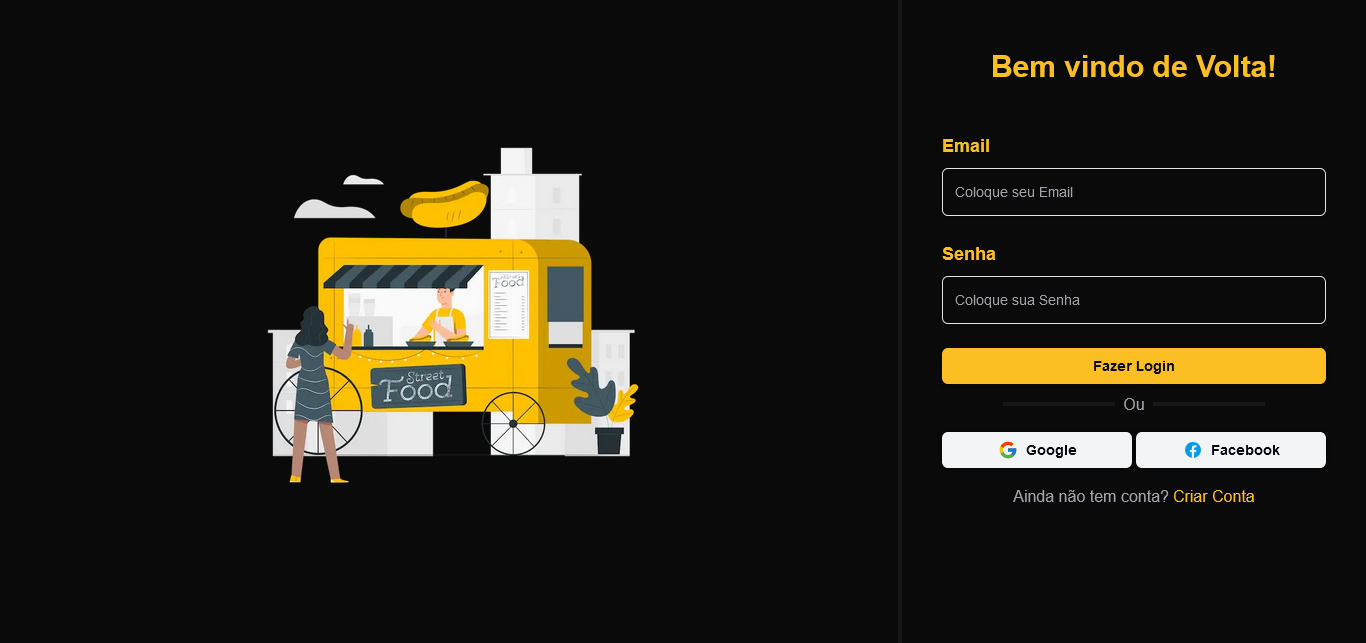 Bem vindo de Volta!
Email
Coloque seu Email
Senha
Coloque sua Senha
Fazer Login
Ou
Google
Facebook
Ainda não tem conta? Criar Conta
Street
Food
Street
Food